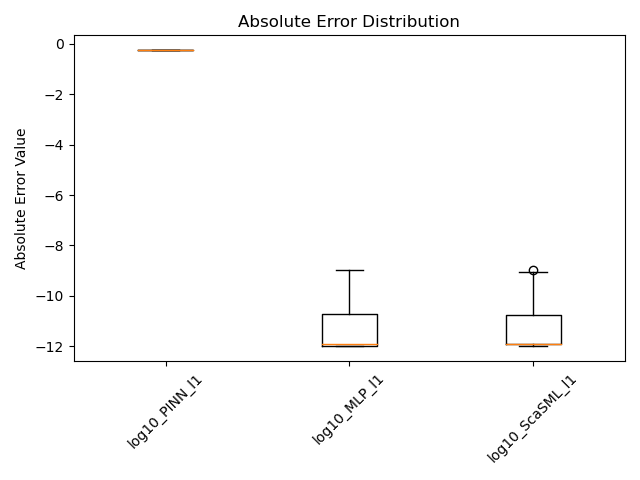 Absolute Error Distribution
Absolute Error Value
0
−2
−4
−6
−8
−10
−12
log10_PINN_l1
log10_MLP_l1
log10_ScaSML_l1